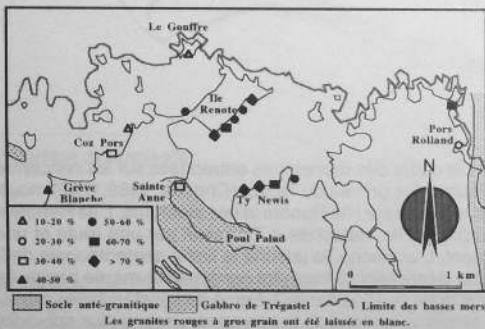 Le Gouffre
Ile
Renote
Coz Pors
Pors
Rolland
Grève
Blanche
Sainte
Anne
Ty Newis
Poul Palud
N
10-20 %
20-30 %
30-40 %
40-50 %
50-60 %
60-70 %
> 70 %
0 1 km
Socle anté-granitique Gabbro de Trégastel Limite des basses mers
Les granites rouges à gros grain ont été laissés en blanc.